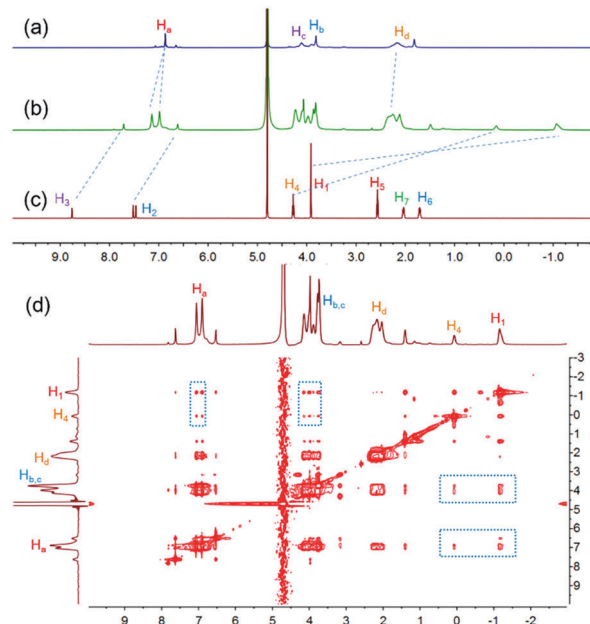 (a)
Ha
Hc
Hb
Hd
(b)
(c)
H3
H2
H4
H1
H5
H7
H6
9.0 8.0 7.0 6.0 5.0 4.0 3.0 2.0 1.0 0.0 -1.0
(d)
Ha
Hb,c
Hd
H4
H1
H1
H4
Hd
Hb,c
Ha
-3
-2
-1
0
1
2
3
4
5
6
7
8
9
9 8 7 6 5 4 3 2 1 0 -1 -2